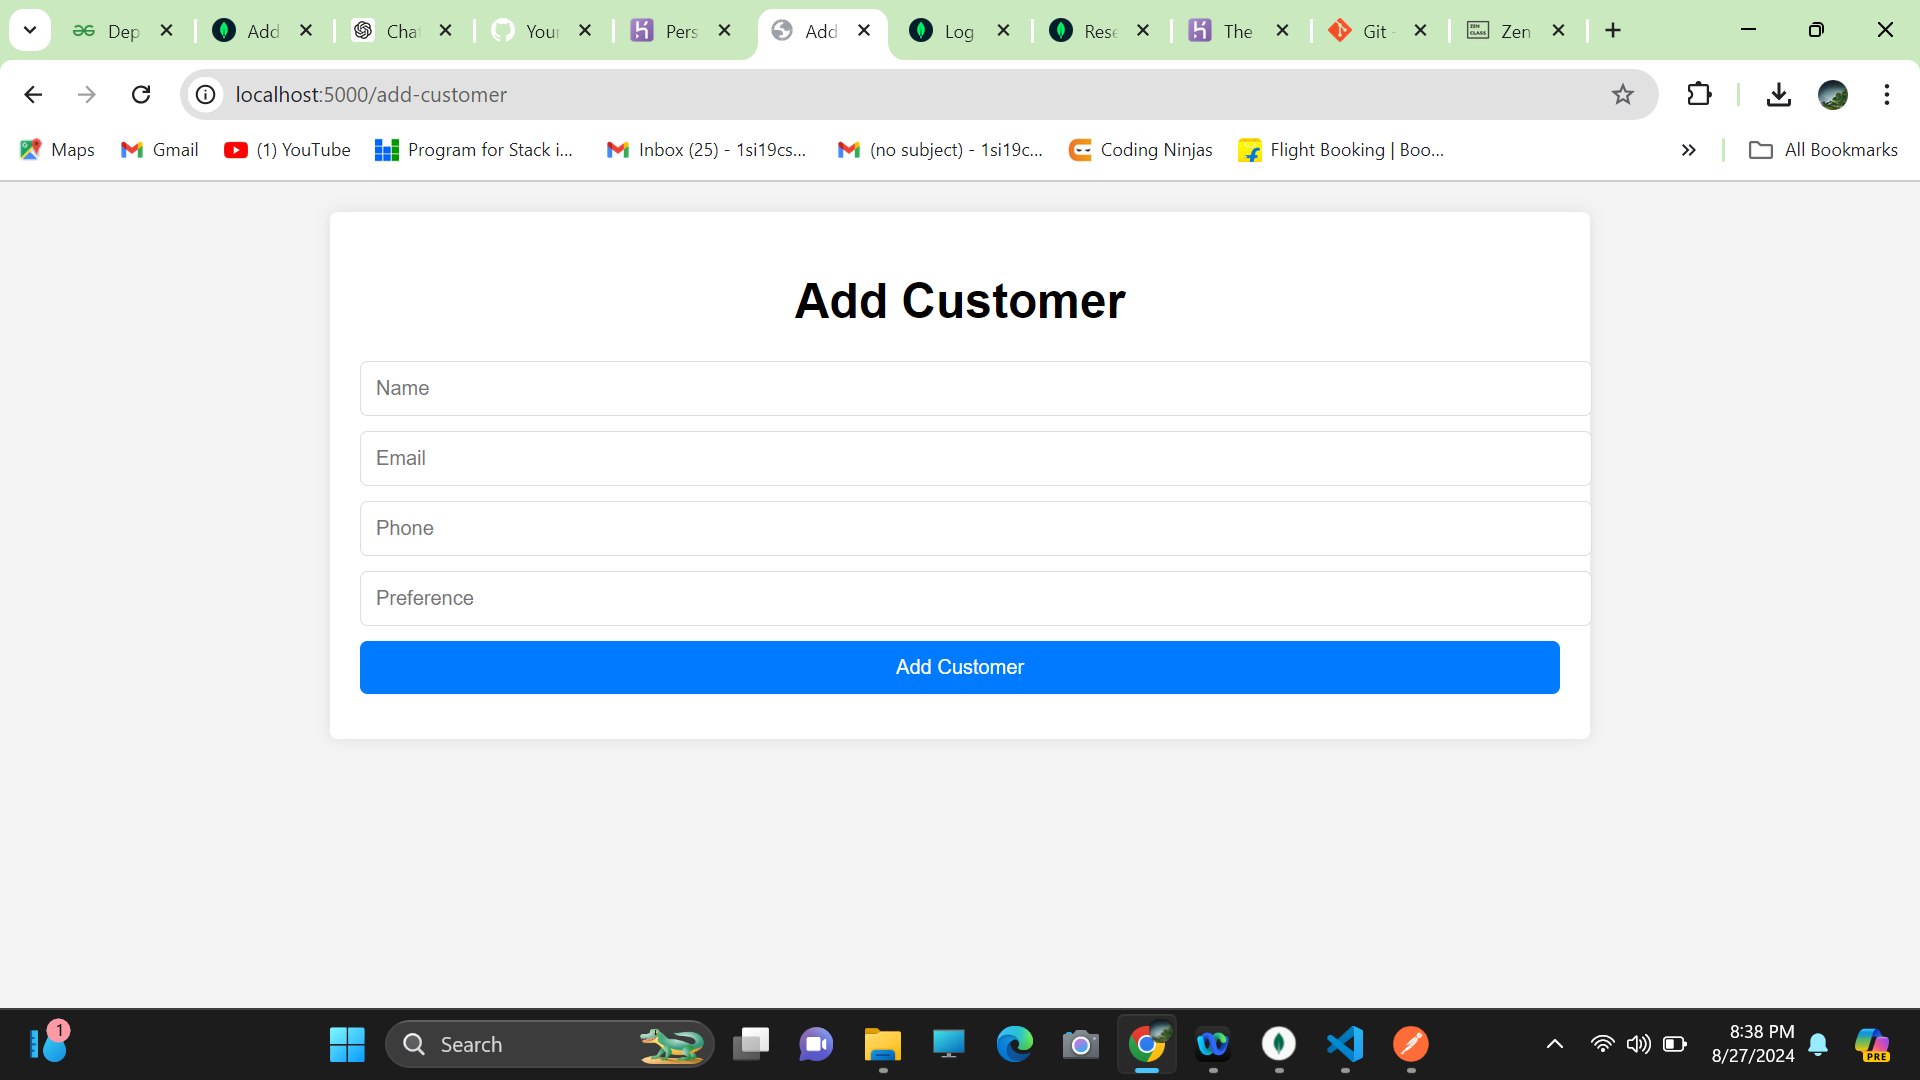 Dep
Add
Chat
Your
Pers
Add
Log
Rese
The
Git -
Zen
localhost:5000/add-customer
Maps
Gmail
(1) YouTube
Program for Stack i...
Inbox (25) - 1si19cs...
(no subject) - 1si19c...
Coding Ninjas
Flight Booking | Boo...
All Bookmarks
Add Customer
Name
Email
Phone
Preference
Add Customer
1
Search
8:38 PM
8/27/2024
PRE